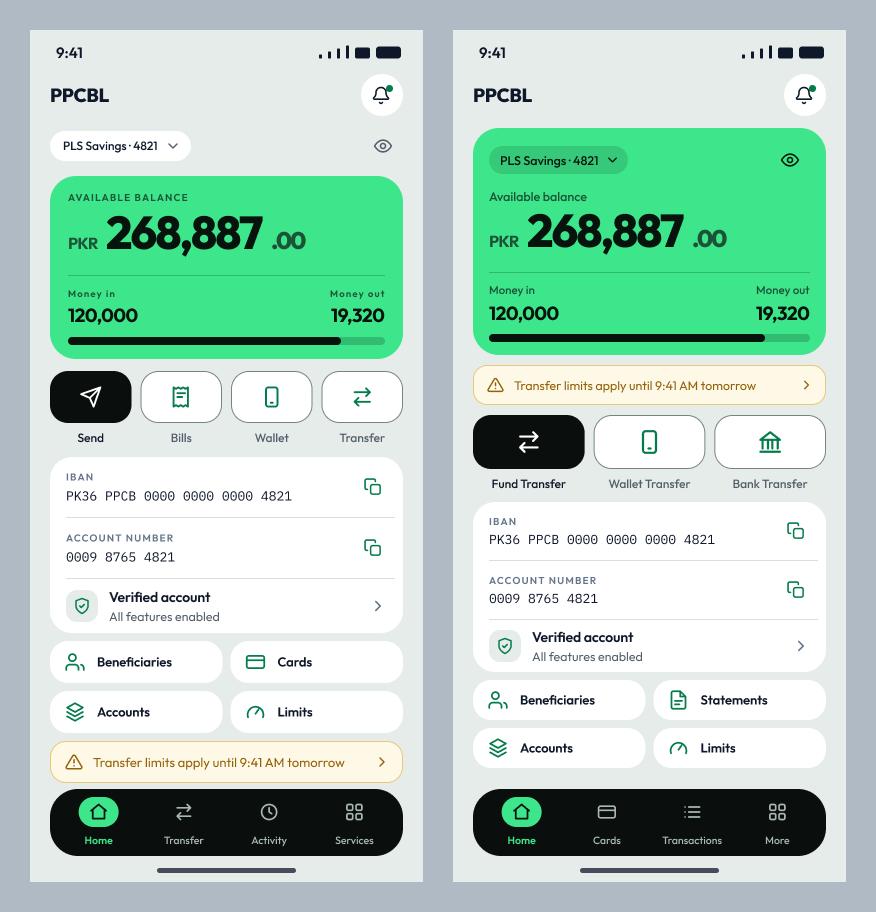 9:41
PPCBL
PLS Savings · 4821
AVAILABLE BALANCE
PKR 268,887 .00
Money in Money out
120,000 19,320
Send Bills Wallet Transfer
IBAN
PK36 PPCB 0000 0000 0000 4821
ACCOUNT NUMBER
0009 8765 4821
Verified account
All features enabled
Beneficiaries Cards
Accounts Limits
Transfer limits apply until 9:41 AM tomorrow
Home Transfer Activity Services
9:41
PPCBL
PLS Savings · 4821
Available balance
PKR 268,887 .00
Money in Money out
120,000 19,320
Transfer limits apply until 9:41 AM tomorrow
Fund Transfer Wallet Transfer Bank Transfer
IBAN
PK36 PPCB 0000 0000 0000 4821
ACCOUNT NUMBER
0009 8765 4821
Verified account
All features enabled
Beneficiaries Statements
Accounts Limits
Home Cards Transactions More